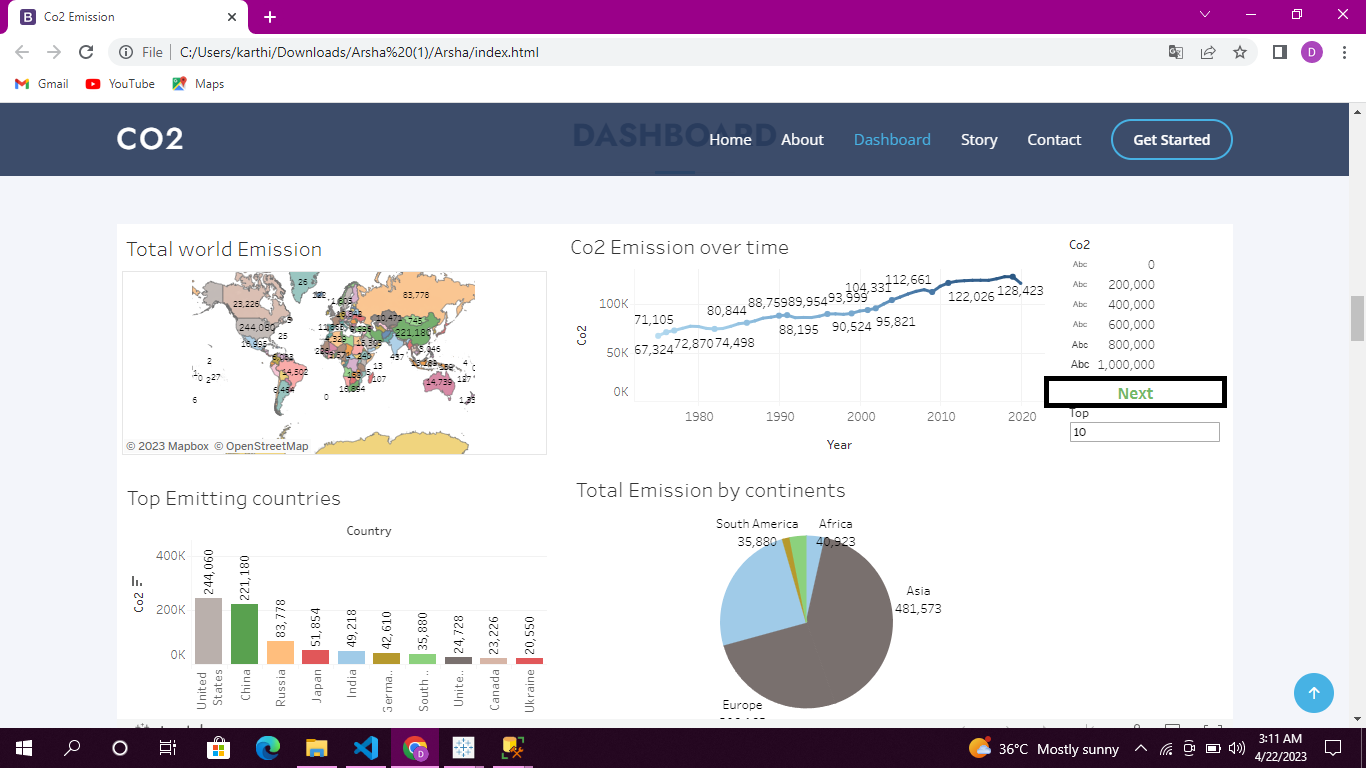 Co2 Emission
File
C:/Users/karthi/Downloads/Arsha%20(1)/Arsha/index.html
D
Gmail
YouTube
Maps
CO2
DASHBOARD
Home
About
Dashboard
Story
Contact
Get Started
Total world Emission
26
23,226
83,778
244,060
745
221,180
25
14,502
14,739
© 2023 Mapbox © OpenStreetMap
Co2 Emission over time
Co2
100K
50K
0K
71,105
67,324
72,870
74,498
80,844
88,759
88,195
89,954
90,524
93,999
95,821
104,331
112,661
122,026
128,423
1980
1990
2000
2010
2020
Year
Co2
Abc 0
Abc 200,000
Abc 400,000
Abc 600,000
Abc 800,000
Abc 1,000,000
Next
Top
10
Top Emitting countries
Country
Co2
400K
200K
0K
244,060
221,180
83,778
51,854
49,218
42,610
35,880
24,728
23,226
20,550
United States
China
Russia
Japan
India
Germa..
South ..
Unite..
Canada
Ukraine
Total Emission by continents
South America
35,880
Africa
40,923
Asia
481,573
Europe
36°C Mostly sunny
3:11 AM
4/22/2023